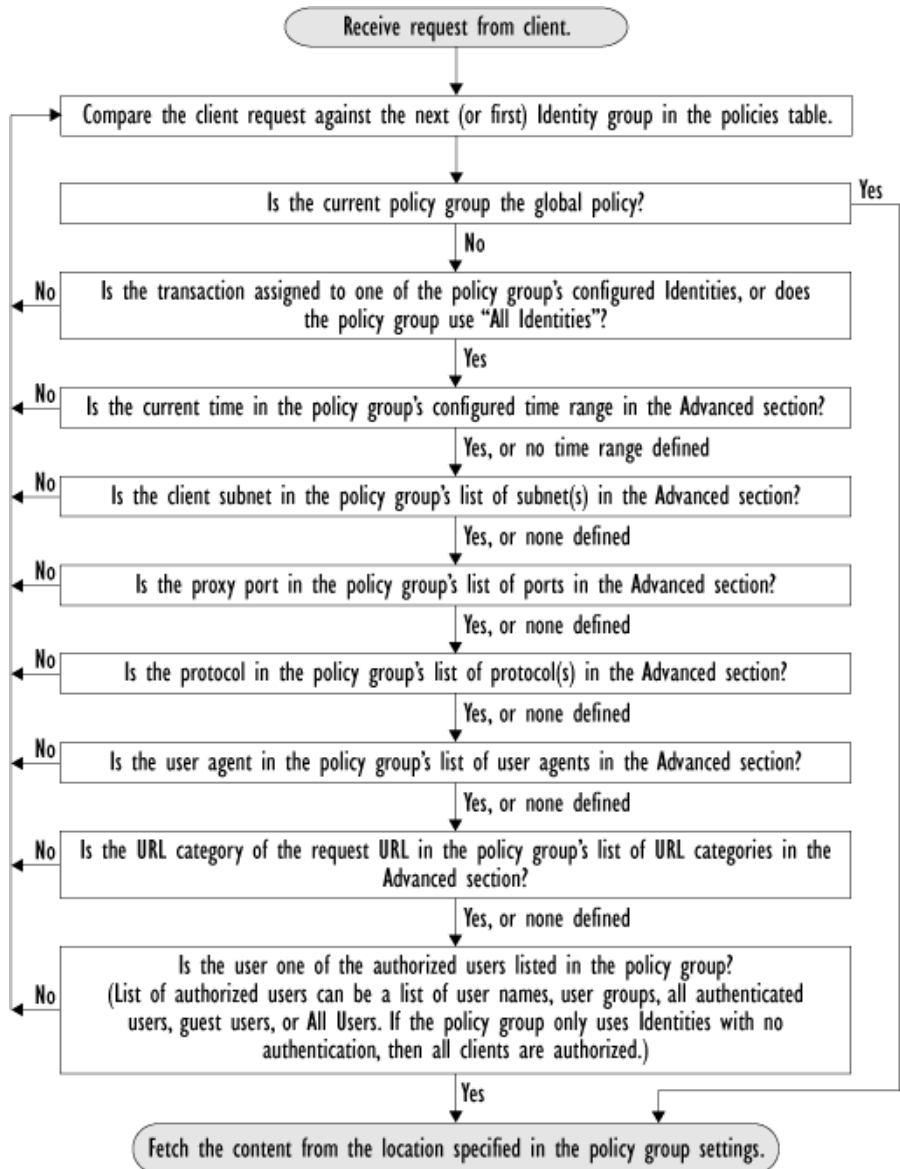 Receive request from client.
Compare the client request against the next (or first) Identity group in the policies table.
Is the current policy group the global policy?
Yes
No
Is the transaction assigned to one of the policy group's configured Identities, or does
the policy group use “All Identities”?
No
Yes
Is the current time in the policy group's configured time range in the Advanced section?
No
Yes, or no time range defined
Is the client subnet in the policy group's list of subnet(s) in the Advanced section?
No
Yes, or none defined
Is the proxy port in the policy group's list of ports in the Advanced section?
No
Yes, or none defined
Is the protocol in the policy group's list of protocol(s) in the Advanced section?
No
Yes, or none defined
Is the user agent in the policy group's list of user agents in the Advanced section?
No
Yes, or none defined
Is the URL category of the request URL in the policy group's list of URL categories in the
Advanced section?
No
Yes, or none defined
Is the user one of the authorized users listed in the policy group?
(List of authorized users can be a list of user names, user groups, all authenticated
users, guest users, or All Users. If the policy group only uses Identities with no
authentication, then all clients are authorized.)
No
Yes
Fetch the content from the location specified in the policy group settings.